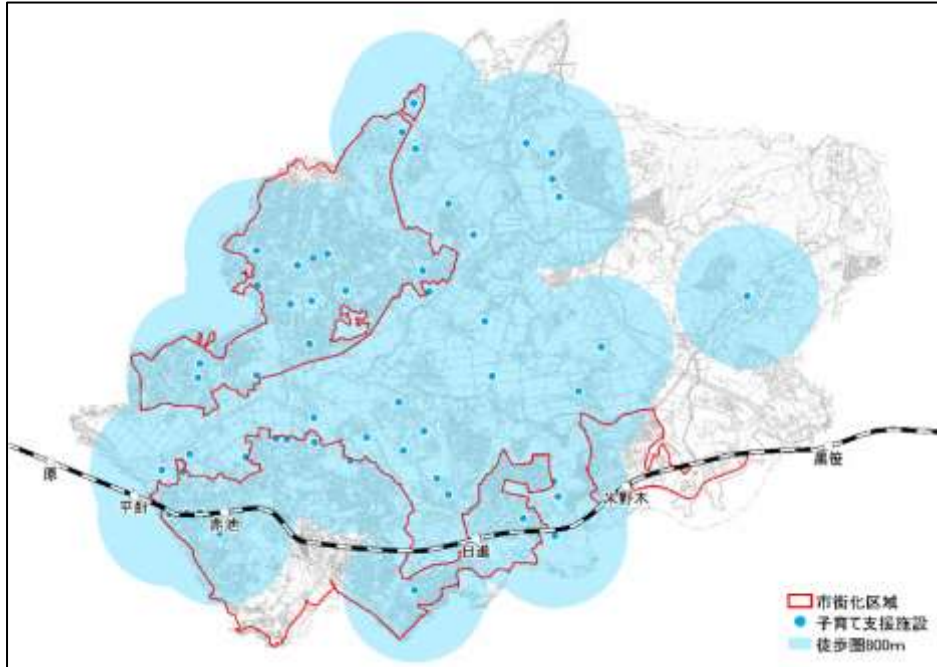 原
平針
赤池
日進
米野木
黒笹
市街化区域
子育て支援施設
徒歩圏800m